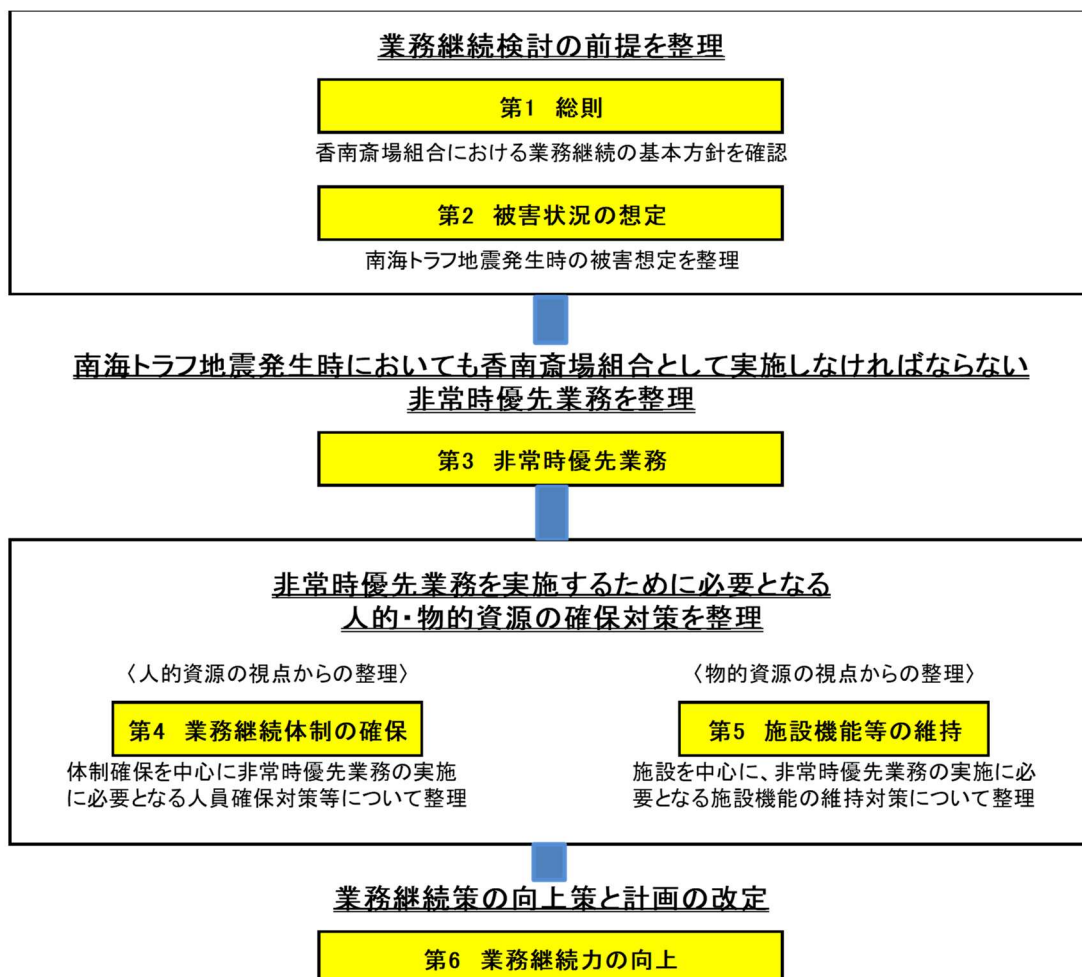 業務継続検討の前提を整理
第1 総則
香南斎場組合における業務継続の基本方針を確認
第2 被害状況の想定
南海トラフ地震発生時の被害想定を整理
南海トラフ地震発生時においても香南斎場組合として実施しなければならない
非常時優先業務を整理
第3 非常時優先業務
非常時優先業務を実施するために必要となる
人的・物的資源の確保対策を整理
〈人的資源の視点からの整理〉
第4 業務継続体制の確保
体制確保を中心に非常時優先業務の実施
に必要となる人員確保対策等について整理
〈物的資源の視点からの整理〉
第5 施設機能等の維持
施設を中心に、非常時優先業務の実施に必
要となる施設機能の維持対策について整理
業務継続策の向上策と計画の改定
第6 業務継続力の向上